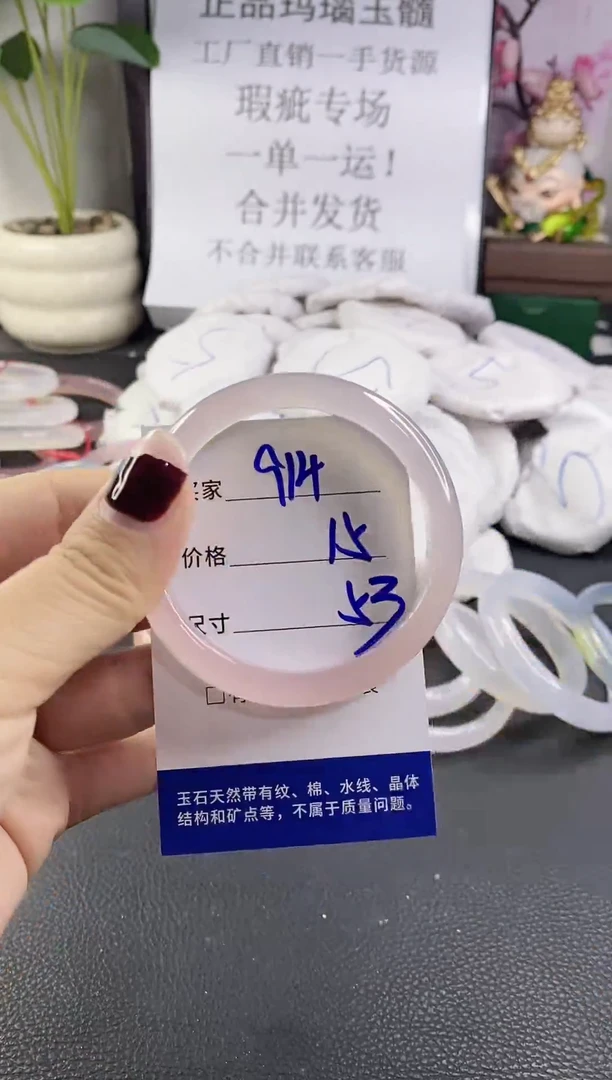 正品玛瑙玉髓
工厂直销一手货源
瑕疵专场
一单一运！
合并发货
不合并联系客服
家 914
价格 15
尺寸 53
玉石天然带有纹、棉、水线、晶体
结构和矿点等，不属于质量问题。